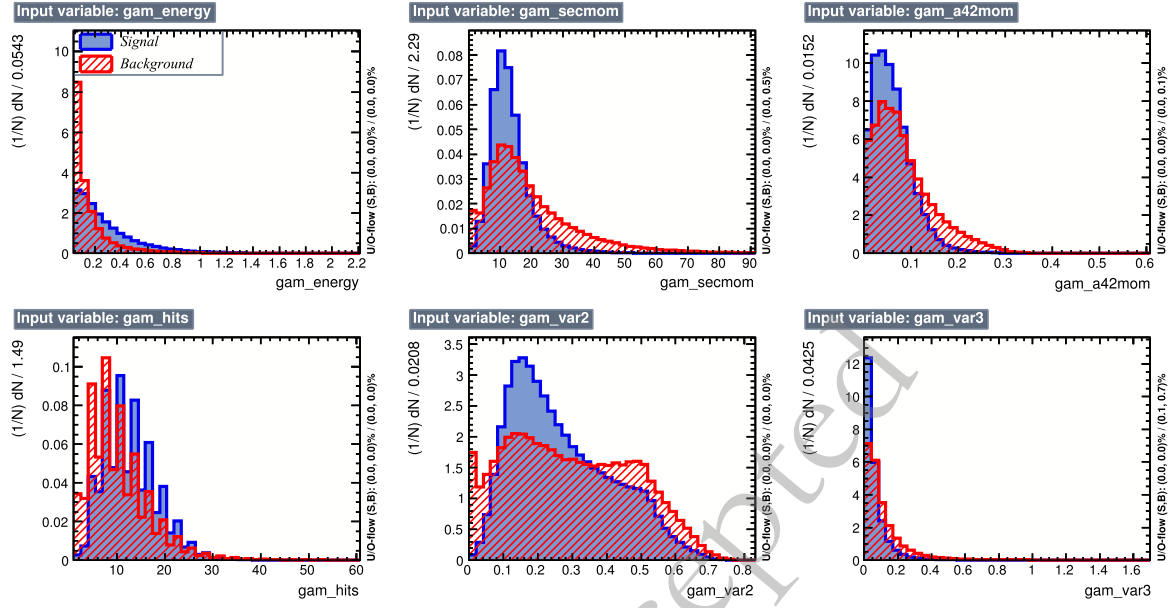 Input variable: gam_energy
(1/N) dN / 0.0543
10
8
6
4
2
0
Signal
Background
0.2 0.4 0.6 0.8 1 1.2 1.4 1.6 1.8 2 2.2
gam_energy
U/O-flow (S,B): (0.0, 0.0)% / (0.0, 0.0)%
Input variable: gam_secmom
(1/N) dN / 2.29
0.08
0.07
0.06
0.05
0.04
0.03
0.02
0.01
0
10 20 30 40 50 60 70 80 90
gam_secmom
U/O-flow (S,B): (0.0, 0.0)% / (0.0, 0.5)%
Input variable: gam_a42mom
(1/N) dN / 0.0152
10
8
6
4
2
0
0.1 0.2 0.3 0.4 0.5 0.6
gam_a42mom
U/O-flow (S,B): (0.0, 0.0)% / (0.0, 0.1)%
Input variable: gam_hits
(1/N) dN / 1.49
0.1
0.08
0.06
0.04
0.02
0
10 20 30 40 50 60
gam_hits
U/O-flow (S,B): (0.0, 0.0)% / (0.0, 0.0)%
Input variable: gam_var2
(1/N) dN / 0.0208
3.5
3
2.5
2
1.5
1
0.5
0
0 0.1 0.2 0.3 0.4 0.5 0.6 0.7 0.8
gam_var2
U/O-flow (S,B): (0.0, 0.0)% / (0.0, 0.0)%
Input variable: gam_var3
(1/N) dN / 0.0425
12
10
8
6
4
2
0
0 0.2 0.4 0.6 0.8 1 1.2 1.4 1.6
gam_var3
U/O-flow (S,B): (0.0, 0.0)% / (0.1, 0.7)%
epted